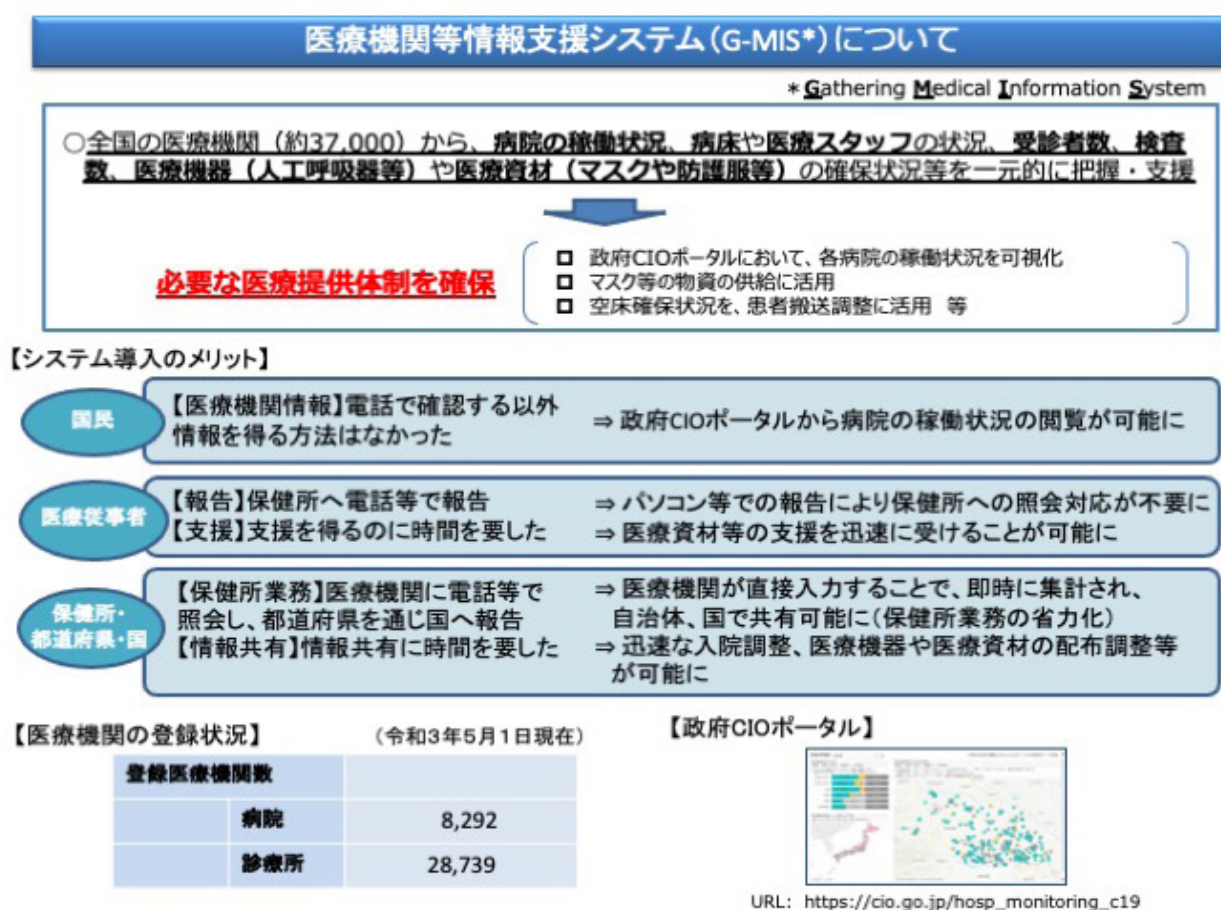 医療機関等情報支援システム(G-MIS*)について
*Gathering Medical Information System
○全国の医療機関（約37,000）から、病院の稼働状況、病床や医療スタッフの状況、受診者数、検査
数、医療機器（人工呼吸器等）や医療資材（マスクや防護服等）の確保状況等を一元的に把握・支援
必要な医療提供体制を確保
政府CIOポータルにおいて、各病院の稼働状況を可視化
マスク等の物資の供給に活用
空床確保状況を、患者搬送調整に活用 等
【システム導入のメリット】
国民
【医療機関情報】電話で確認する以外
情報を得る方法はなかった
⇒ 政府CIOポータルから病院の稼働状況の閲覧が可能に
医療従事者
【報告】保健所へ電話等で報告
【支援】支援を得るのに時間を要した
⇒ パソコン等での報告により保健所への照会対応が不要に
⇒ 医療資材等の支援を迅速に受けることが可能に
保健所・
都道府県・国
【保健所業務】医療機関に電話等で
照会し、都道府県を通じ国へ報告
【情報共有】情報共有に時間を要した
⇒ 医療機関が直接入力することで、即時に集計され、
自治体、国で共有可能に（保健所業務の省力化）
⇒ 迅速な入院調整、医療機器や医療資材の配布調整等
が可能に
【医療機関の登録状況】
（令和3年5月1日現在）
登録医療機関数
病院 8,292
診療所 28,739
【政府CIOポータル】
URL: https://cio.go.jp/hosp_monitoring_c19